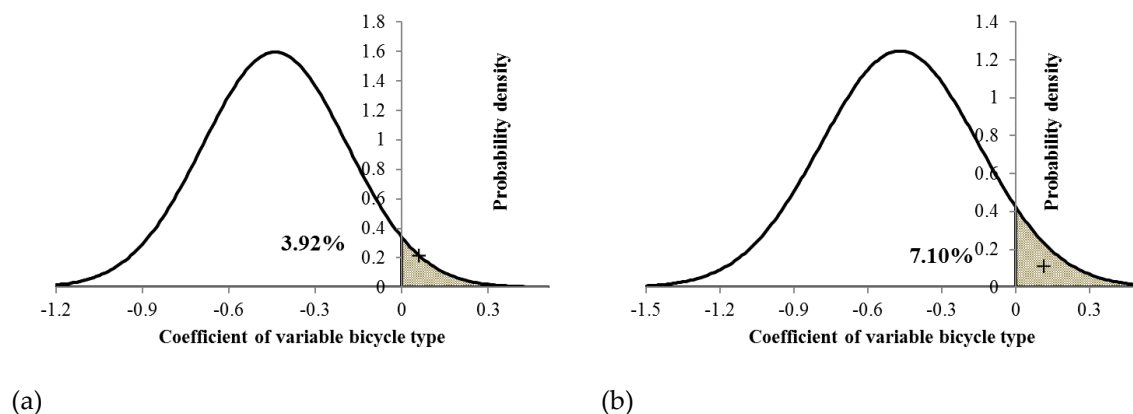 1.8
1.6
1.4
1.2
1
0.8
0.6
0.4
0.2
0
Probability density
3.92%
-1.2 -0.9 -0.6 -0.3 0 0.3
Coefficient of variable bicycle type
(a)
1.4
1.2
1
0.8
0.6
0.4
0.2
0
Probability density
7.10%
-1.5 -1.2 -0.9 -0.6 -0.3 0 0.3
Coefficient of variable bicycle type
(b)